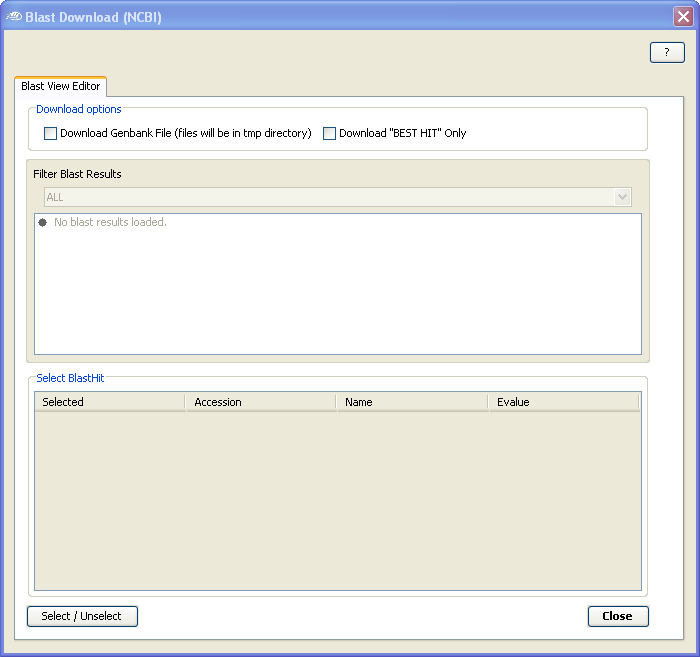 Blast Download (NCBI)
?
Blast View Editor
Download options
Download Genbank File (files will be in tmp directory) Download "BEST HIT" Only
Filter Blast Results
ALL
No blast results loaded.
Select BlastHit
Selected Accession Name Evalue
Select / Unselect Close